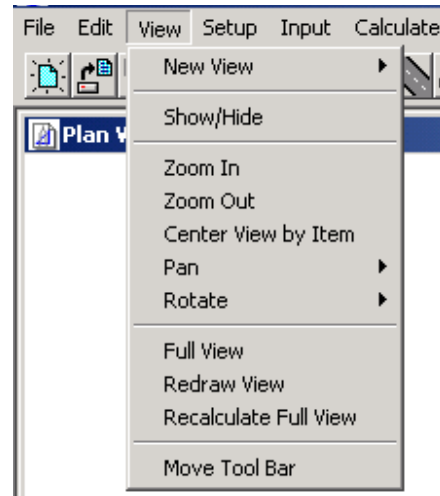 File Edit View Setup Input Calculate
New View
Plan
Show/Hide
Zoom In
Zoom Out
Center View by Item
Pan
Rotate
Full View
Redraw View
Recalculate Full View
Move Tool Bar